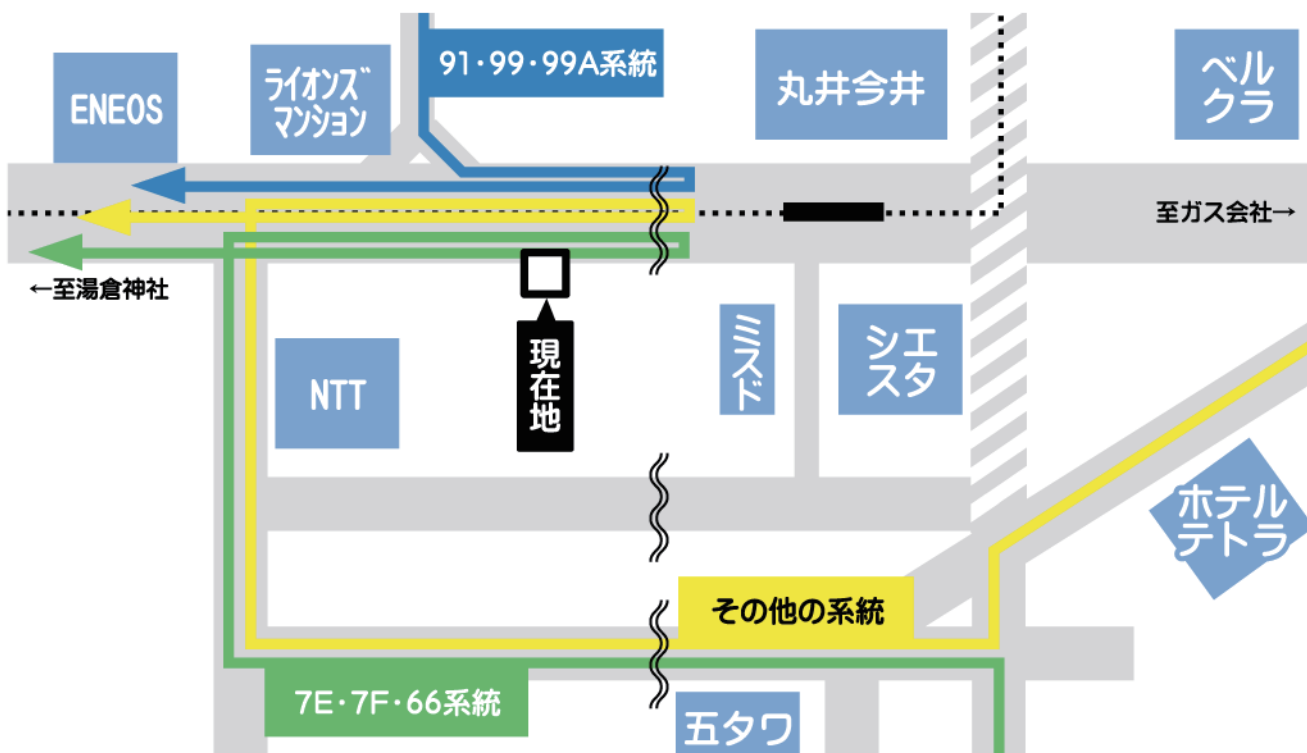 91・99・99A系統
丸井今井
ベル
クラ
ENEOS
ライオンズ
マンション
至ガス会社→
←至湯倉神社
現在地
NTT
ミスド
シエ
スタ
ホテル
テトラ
その他の系統
7E・7F・66系統
五タワ